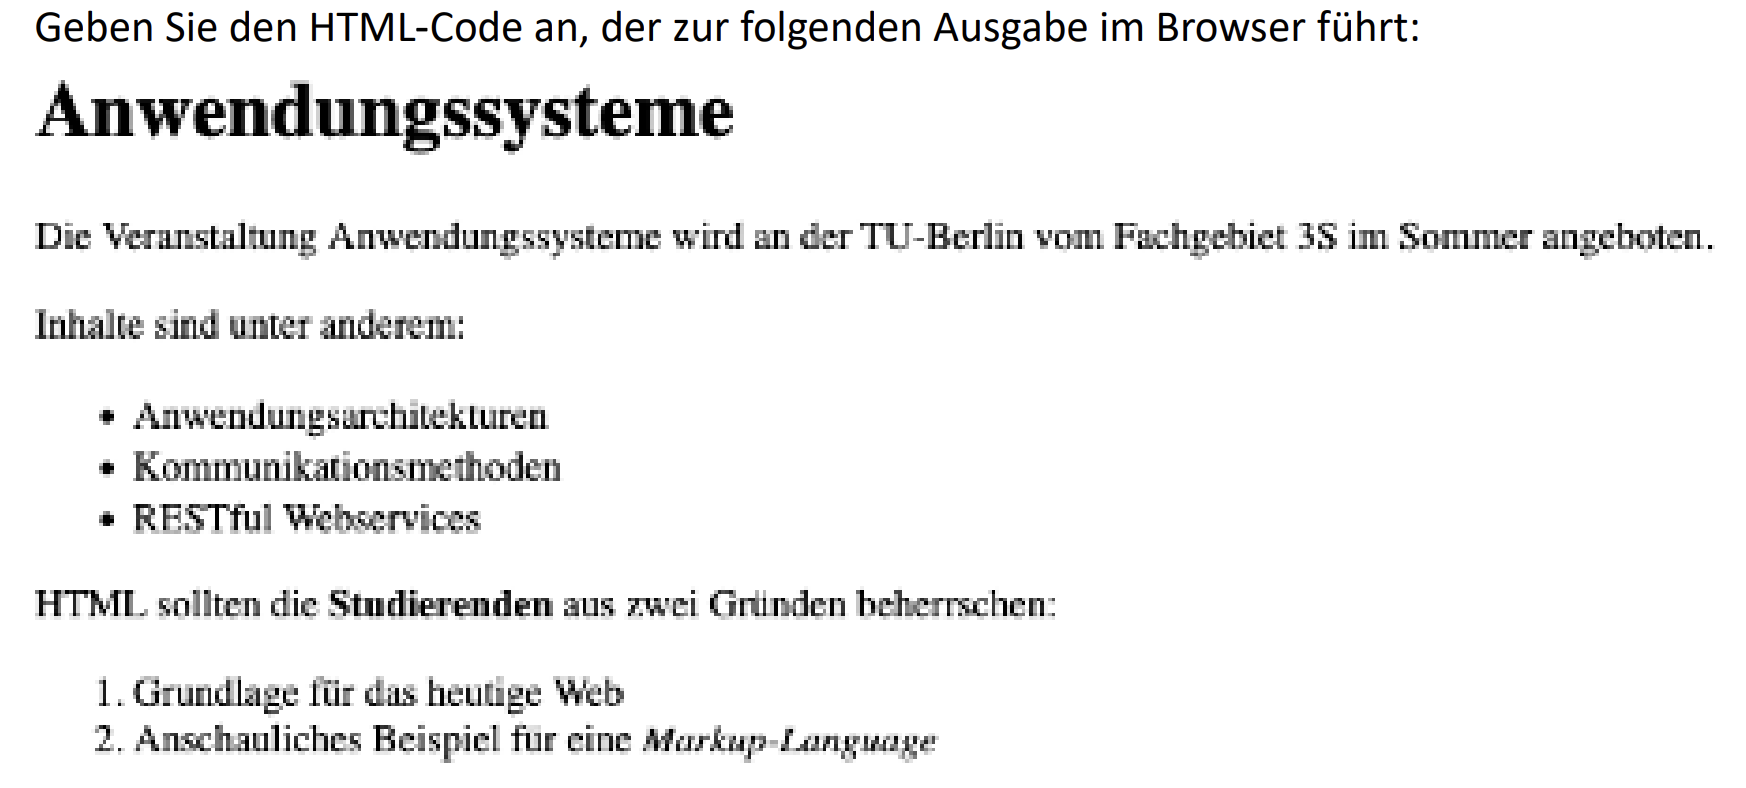 Geben Sie den HTML-Code an, der zur folgenden Ausgabe im Browser führt:
Anwendungssysteme
Die Veranstaltung Anwendungssysteme wird an der TU-Berlin vom Fachgebiet 3S im Sommer angeboten.
Inhalte sind unter anderem:
• Anwendungsarchitekturen
• Kommunikationsmethoden
• RESTful Webservices
HTML sollten die Studierenden aus zwei Gründen beherrschen:
1. Grundlage für das heutige Web
2. Anschauliches Beispiel für eine Markup-Language